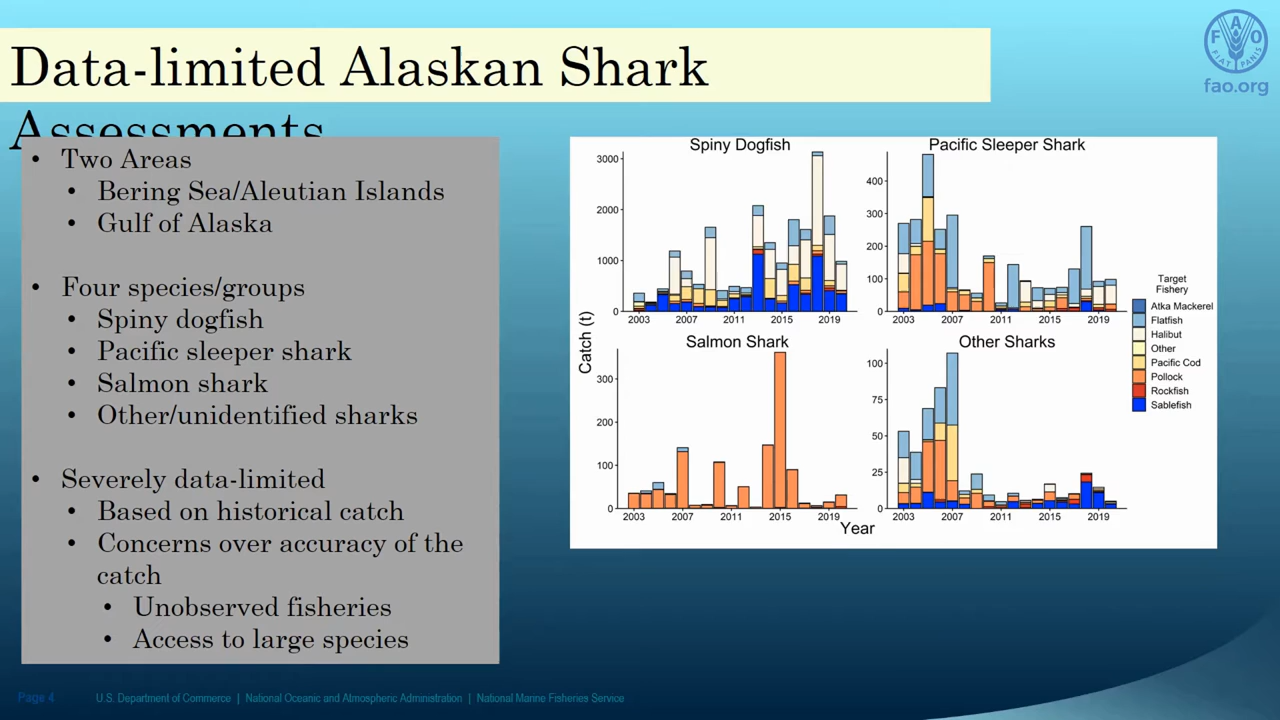 Data-limited Alaskan Shark
Assessments
F A O
FIAT PANIS
fao.org
• Two Areas
• Bering Sea/Aleutian Islands
• Gulf of Alaska
• Four species/groups
• Spiny dogfish
• Pacific sleeper shark
• Salmon shark
• Other/unidentified sharks
• Severely data-limited
• Based on historical catch
• Concerns over accuracy of the
catch
• Unobserved fisheries
• Access to large species
Catch (t)
Spiny Dogfish
3000
2000
1000
0
2003 2007 2011 2015 2019
Pacific Sleeper Shark
400
300
200
100
0
2003 2007 2011 2015 2019
Salmon Shark
300
200
100
0
2003 2007 2011 2015 2019
Other Sharks
100
75
50
25
0
2003 2007 2011 2015 2019
Year
Target
Fishery
Atka Mackerel
Flatfish
Halibut
Other
Pacific Cod
Pollock
Rockfish
Sablefish
Page 4 U.S. Department of Commerce | National Oceanic and Atmospheric Administration | National Marine Fisheries Service